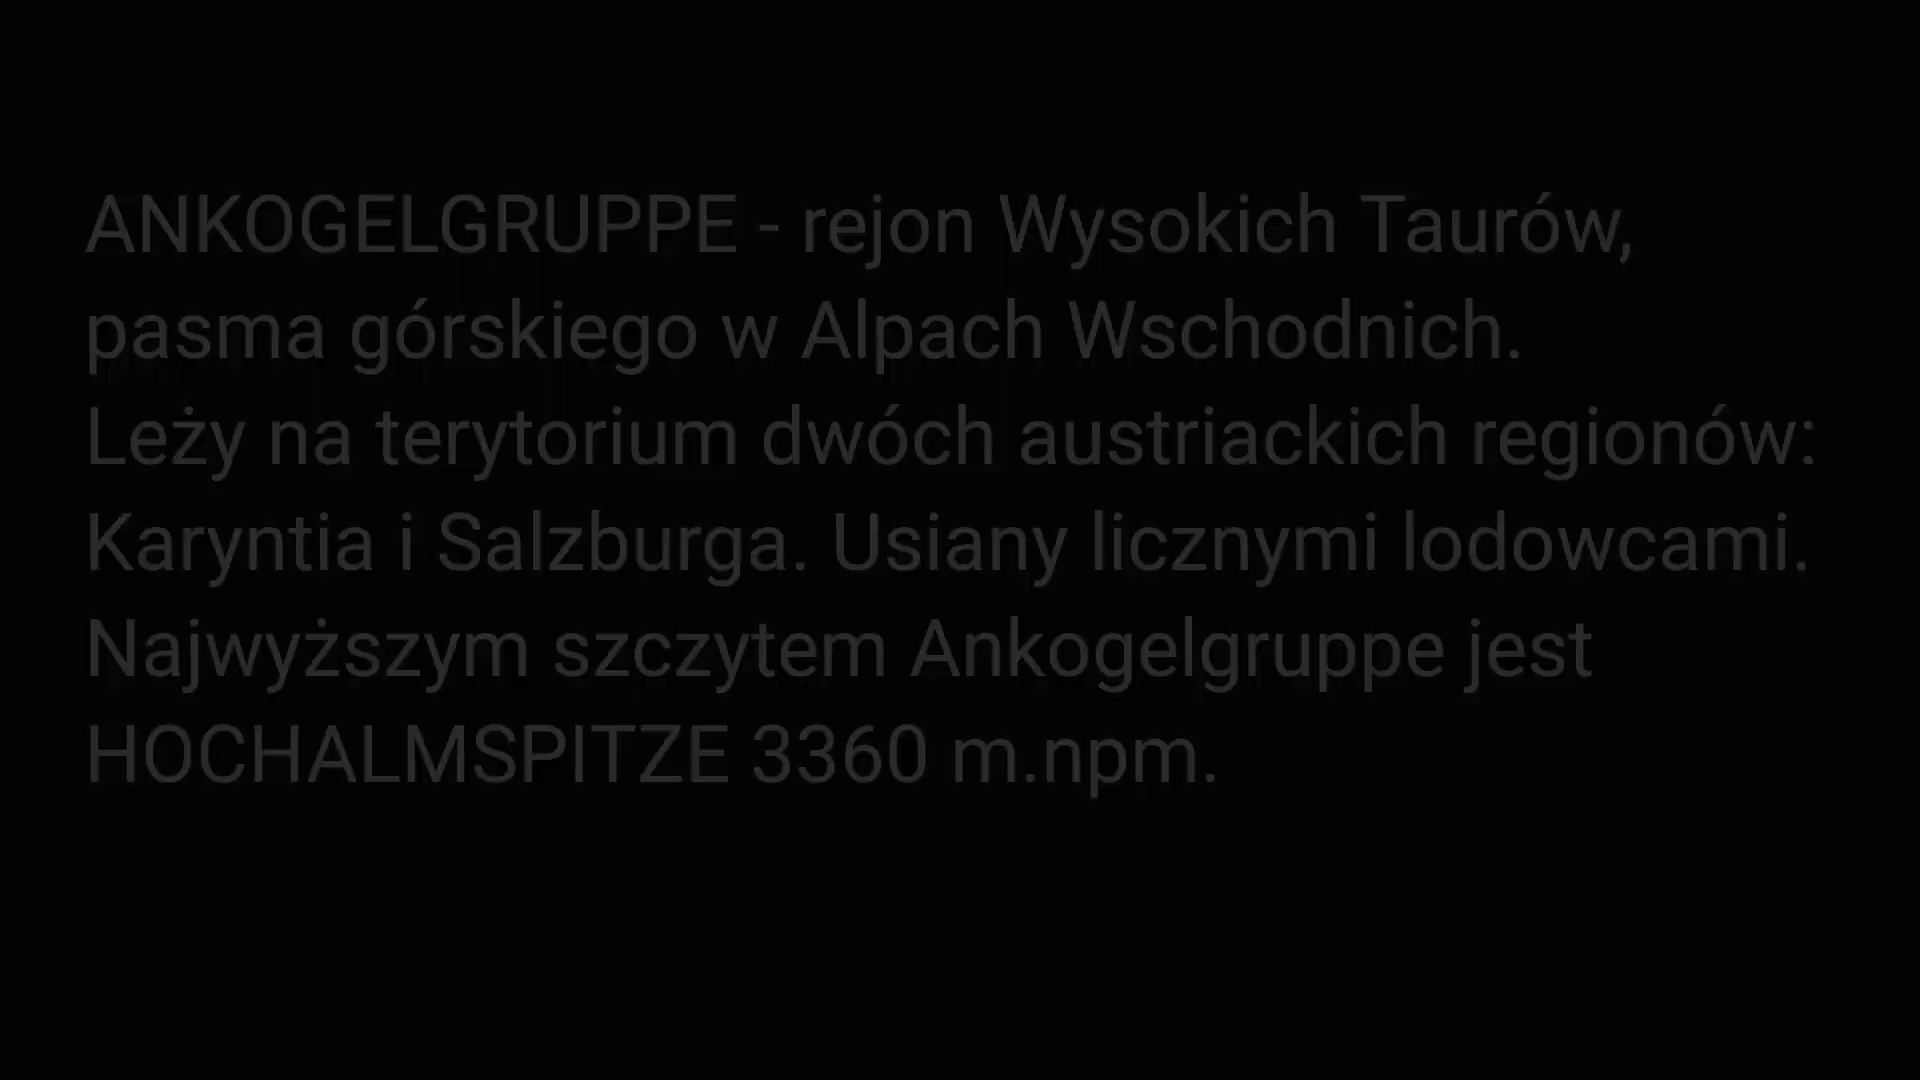 ANKOGELGRUPPE - rejon Wysokich Taurów,
pasma górskiego w Alpach Wschodnich.
Leży na terytorium dwóch austriackich regionów:
Karyntia i Salzburga. Usiany licznymi lodowcami.
Najwyższym szczytem Ankogelgruppe jest
HOCHALMSPITZE 3360 m.npm.